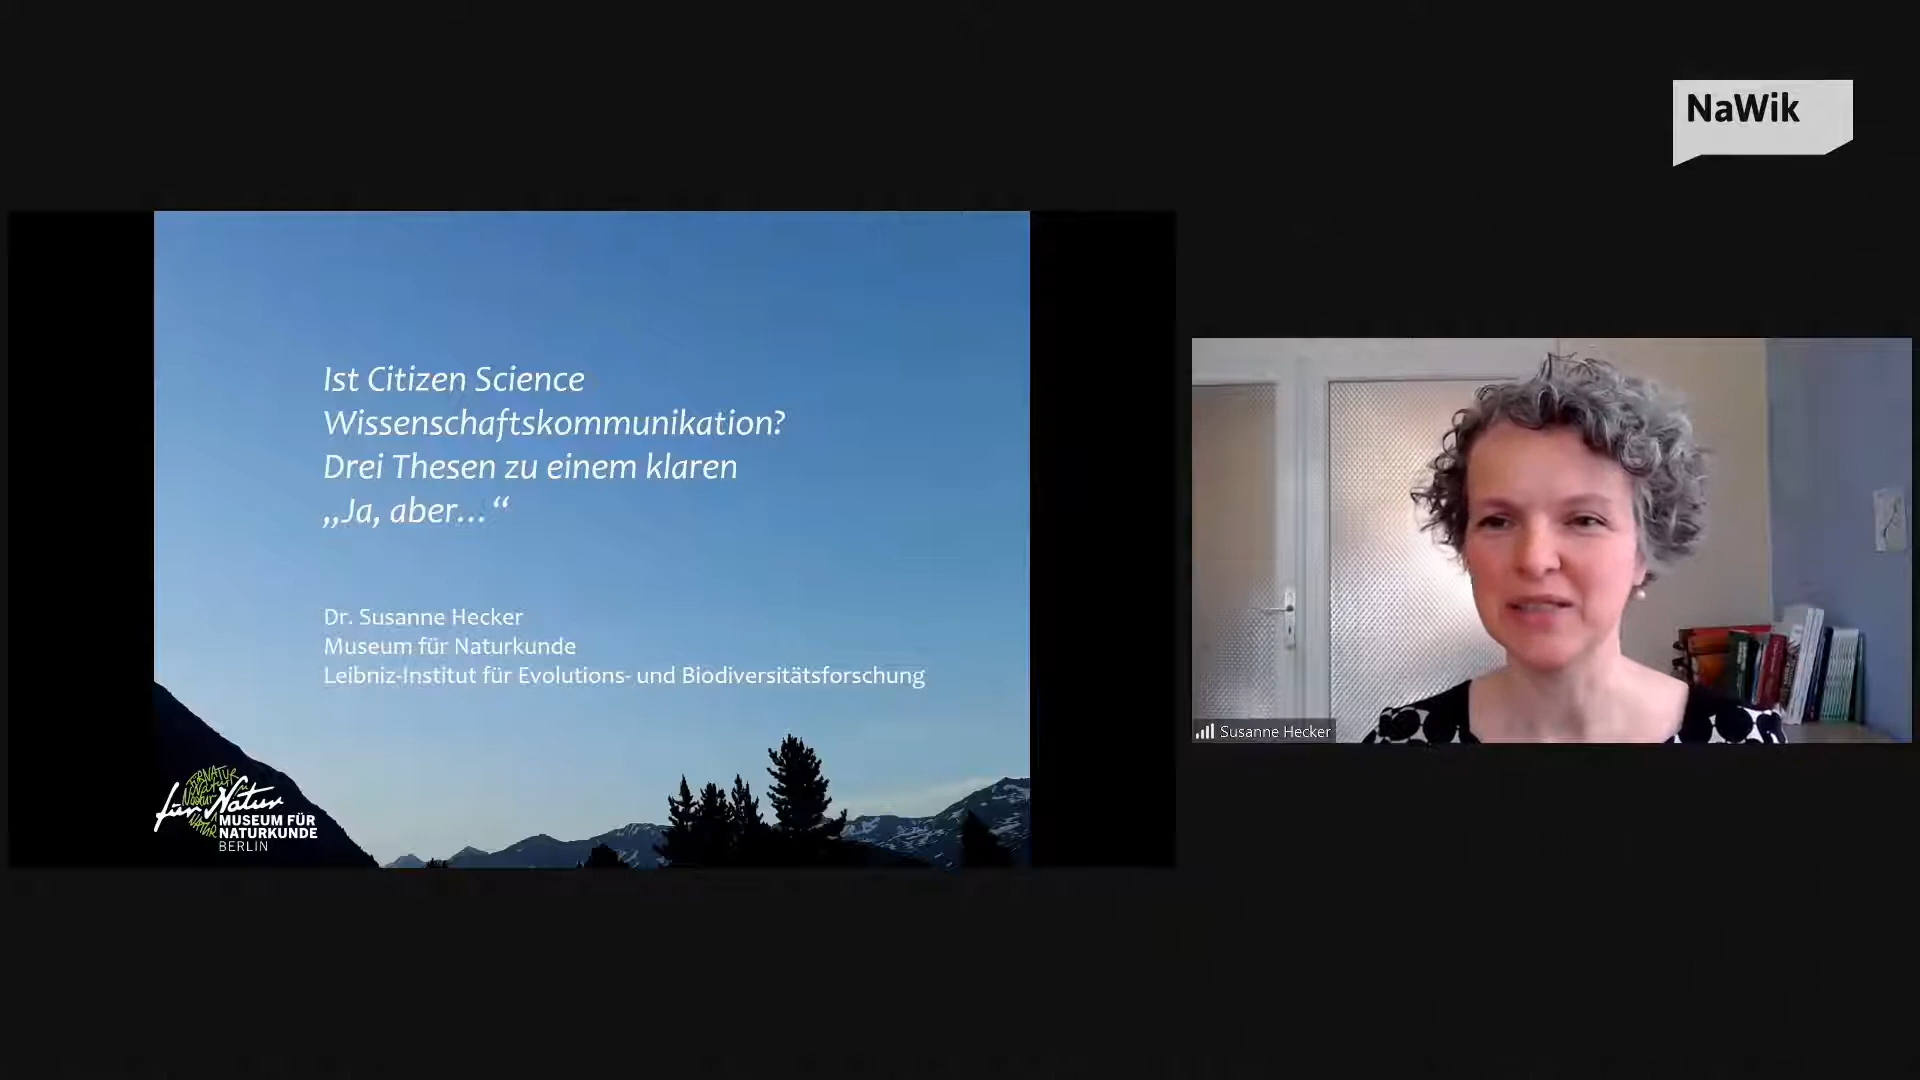 NaWik
Ist Citizen Science
Wissenschaftskommunikation?
Drei Thesen zu einem klaren
„Ja, aber…“
Dr. Susanne Hecker
Museum für Naturkunde
Leibniz-Institut für Evolutions- und Biodiversitätsforschung
für Natur
MUSEUM FÜR
NATURKUNDE
BERLIN
Susanne Hecker